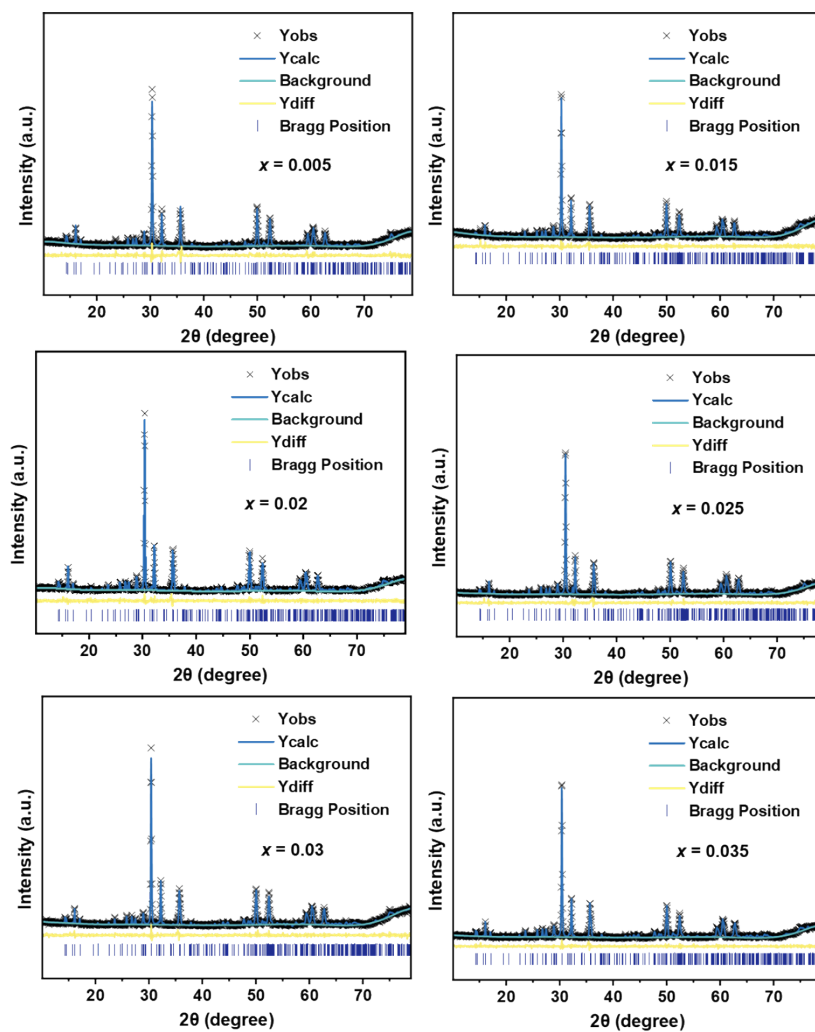 Yobs
Ycalc
Background
Ydiff
Bragg Position
x = 0.005
Intensity (a.u.)
20 30 40 50 60 70
2θ (degree)
Yobs
Ycalc
Background
Ydiff
Bragg Position
x = 0.015
Intensity (a.u.)
20 30 40 50 60 70
2θ (degree)
Yobs
Ycalc
Background
Ydiff
Bragg Position
x = 0.02
Intensity (a.u.)
20 30 40 50 60 70
2θ (degree)
Yobs
Ycalc
Background
Ydiff
Bragg Position
x = 0.025
Intensity (a.u.)
20 30 40 50 60 70
2θ (degree)
Yobs
Ycalc
Background
Ydiff
Bragg Position
x = 0.03
Intensity (a.u.)
20 30 40 50 60 70
2θ (degree)
Yobs
Ycalc
Background
Ydiff
Bragg Position
x = 0.035
Intensity (a.u.)
20 30 40 50 60 70
2θ (degree)